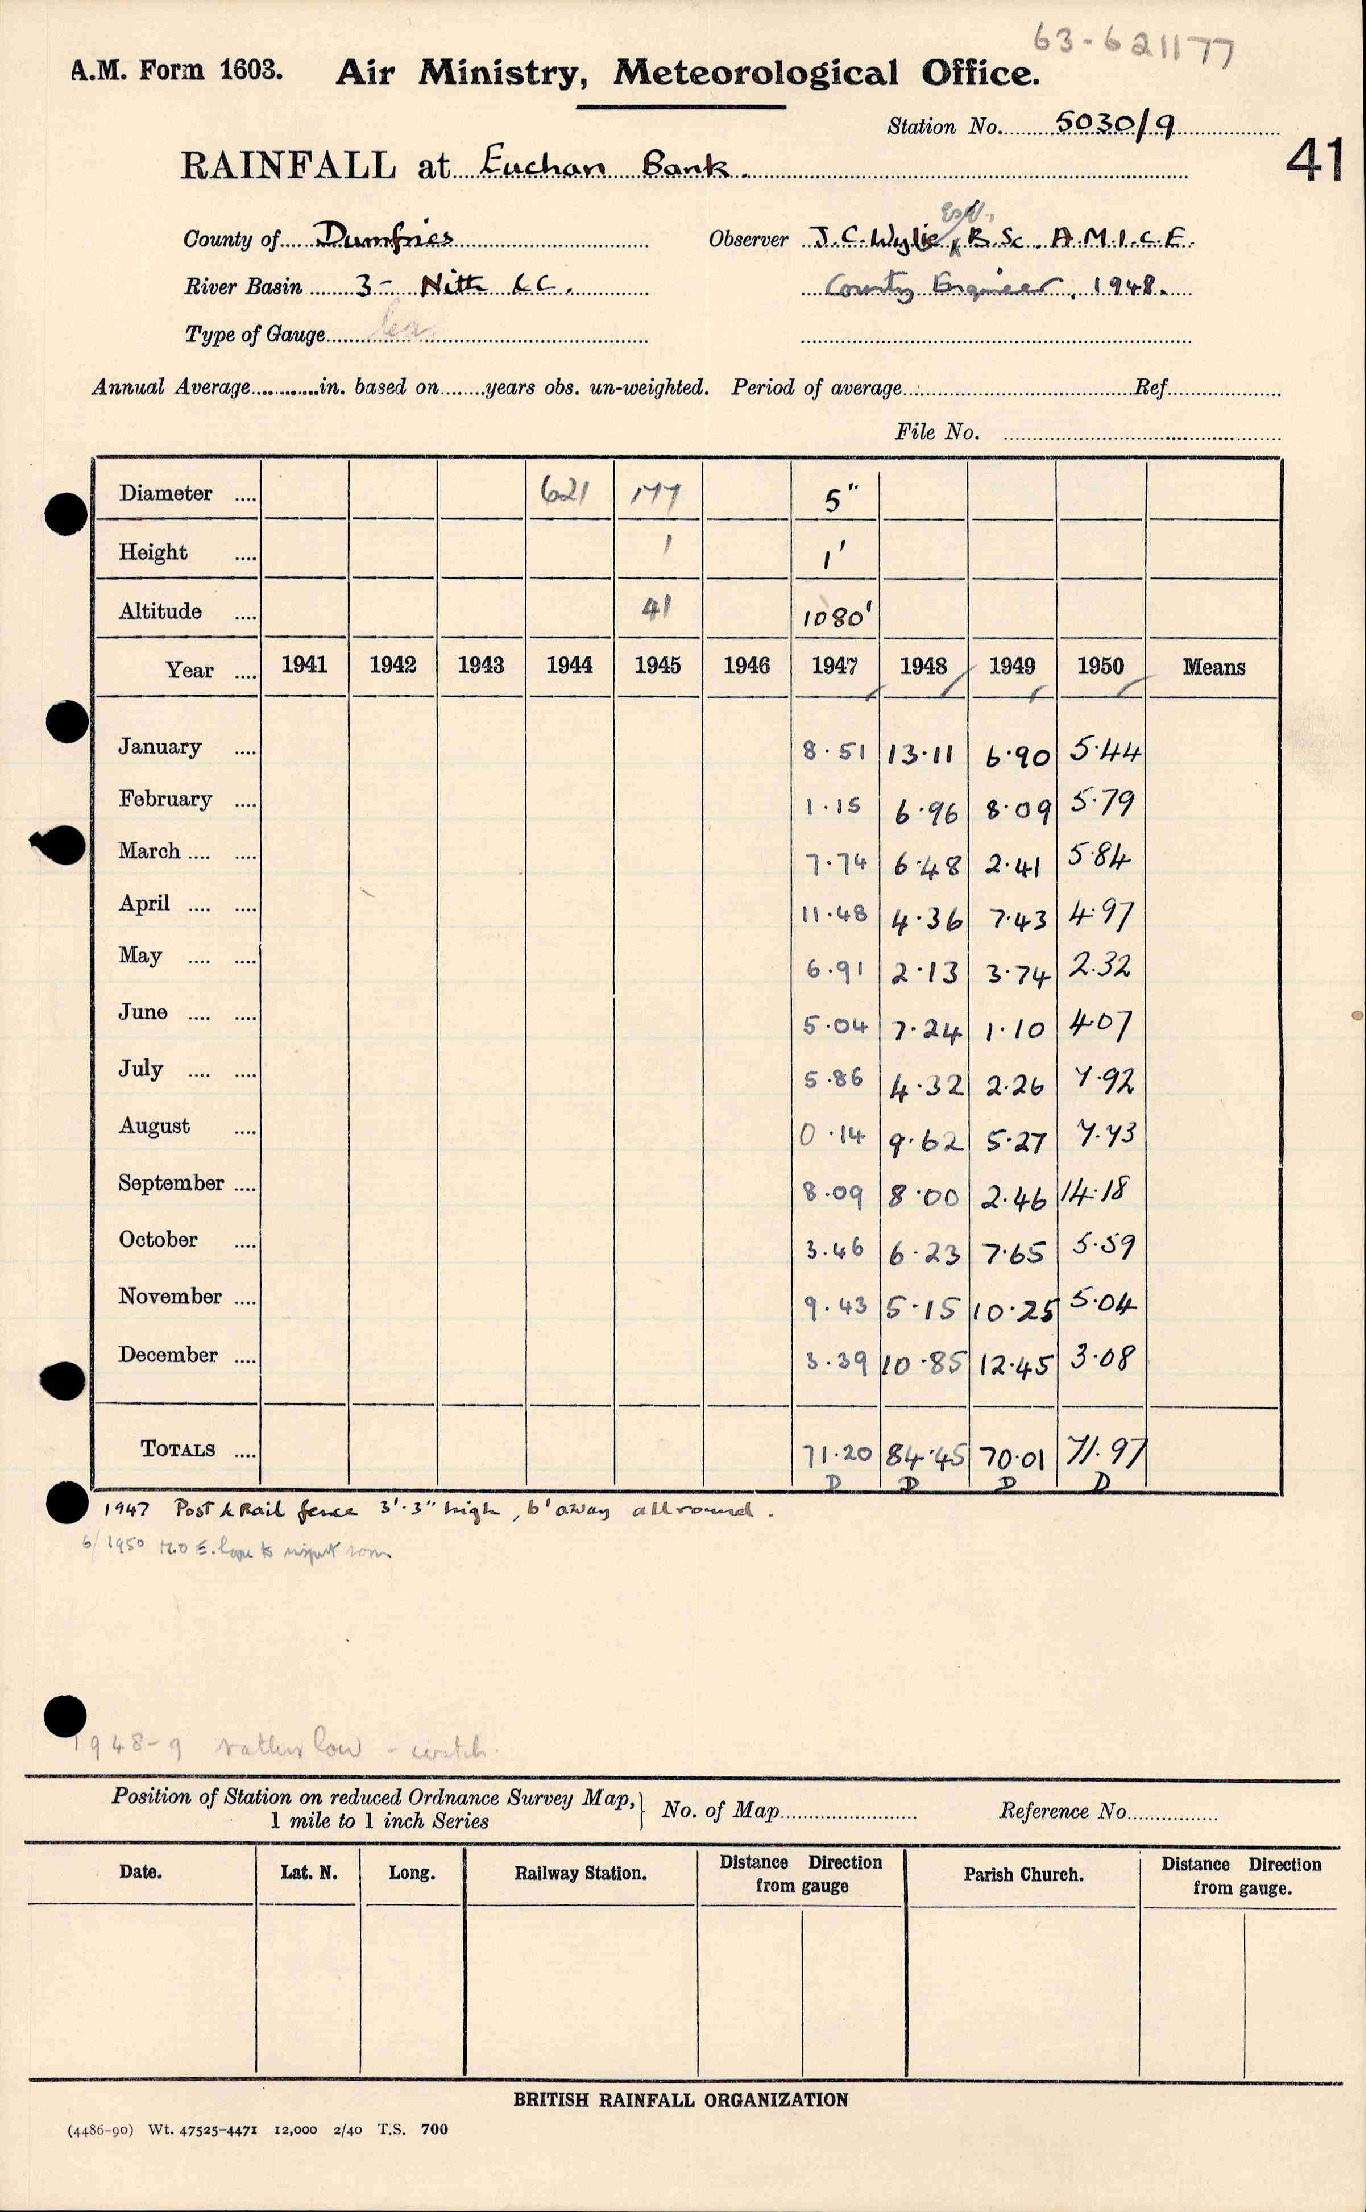 63-621177
A.M. Form 1603. Air Ministry, Meteorological Office.
Station No. 5030/9
41
RAINFALL at Euchan Bank.
Esq.,
County of Dumfries Observer J.C. Wylie, B.Sc. A.M.I.C.E.
River Basin 3- Nith &c. County Engineer, 1948.
Type of Gauge
Annual Average in. based on years obs. un-weighted. Period of average Ref.
File No.
Diameter 621 177 5"
Height 1 1'
Altitude 41 1080'
Year 1941 1942 1943 1944 1945 1946 1947 1948 1949 1950 Means
January 8.51 13.11 6.90 5.44
February 1.15 6.96 8.09 5.79
March 7.74 6.48 2.41 5.84
April 11.48 4.36 7.43 4.97
May 6.91 2.13 3.74 2.32
June 5.04 7.24 1.10 4.07
July 5.86 4.32 2.26 7.92
August 0.14 9.62 5.27 7.73
September 8.09 8.00 2.46 14.18
October 3.46 6.23 7.65 5.59
November 9.43 5.15 10.25 5.04
December 3.39 10.85 12.45 3.08
TOTALS 71.20 84.45 70.01 71.97
D D D D
1947 Post & Rail fence 3'.3" high, 6' away all round.
6/1950 to
1948-9 rather low - watch.
Position of Station on reduced Ordnance Survey Map, 1 mile to 1 inch Series } No. of Map Reference No.
Date. Lat. N. Long. Railway Station. Distance Direction from gauge Parish Church. Distance Direction from gauge.
BRITISH RAINFALL ORGANIZATION
(4486-90) Wt. 47525-4471 12,000 2/40 T.S. 700